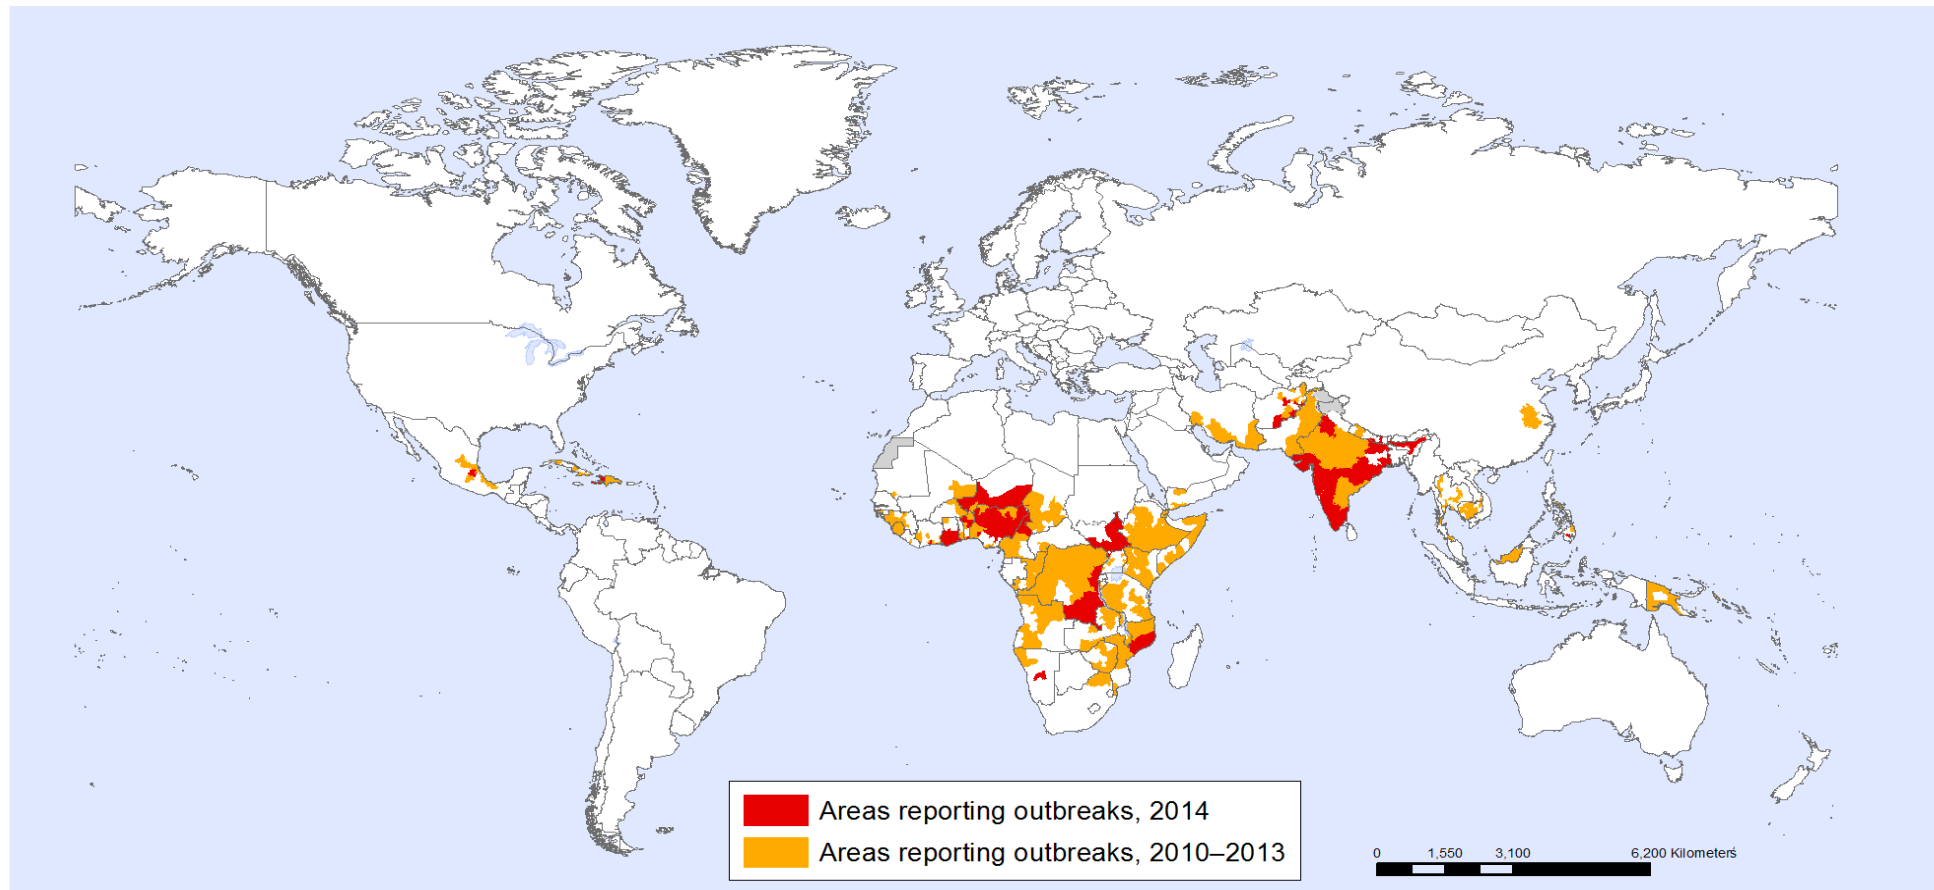 Areas reporting outbreaks, 2014
Areas reporting outbreaks, 2010–2013
0 1,550 3,100 6,200 Kilometers